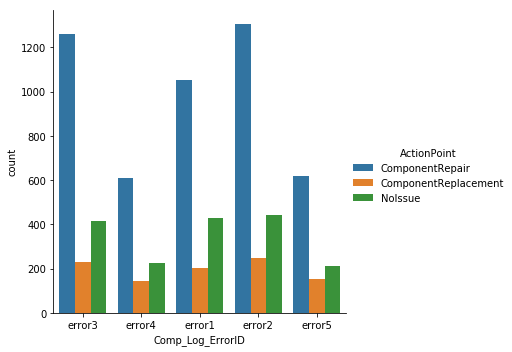 1200
1000
800
600
400
200
0
count
error3 error4 error1 error2 error5
Comp_Log_ErrorID
ActionPoint
ComponentRepair
ComponentReplacement
NoIssue